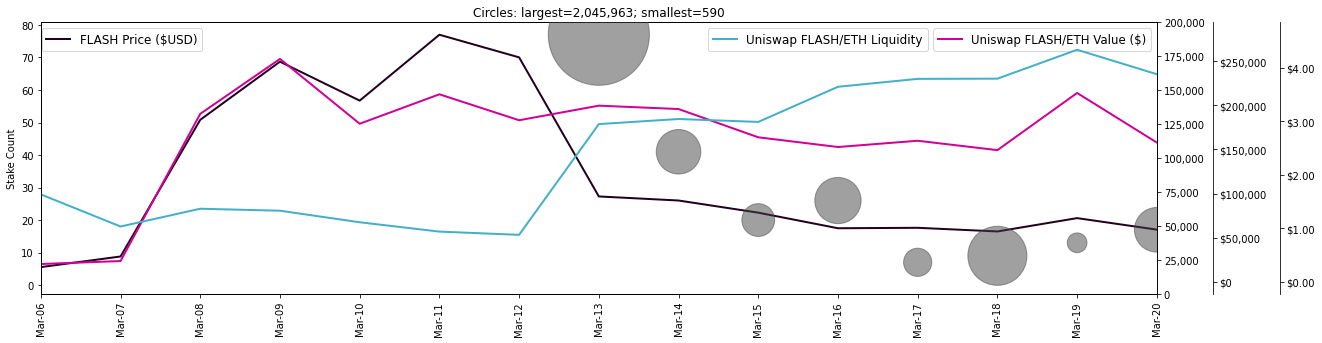 Circles: largest=2,045,963; smallest=590
FLASH Price ($USD)
Uniswap FLASH/ETH Liquidity
Uniswap FLASH/ETH Value ($)
Stake Count
80
70
60
50
40
30
20
10
0
200,000
175,000
150,000
125,000
100,000
75,000
50,000
25,000
0
$250,000
$200,000
$150,000
$100,000
$50,000
$0
$4.00
$3.00
$2.00
$1.00
$0.00
Mar-06
Mar-07
Mar-08
Mar-09
Mar-10
Mar-11
Mar-12
Mar-13
Mar-14
Mar-15
Mar-16
Mar-17
Mar-18
Mar-19
Mar-20